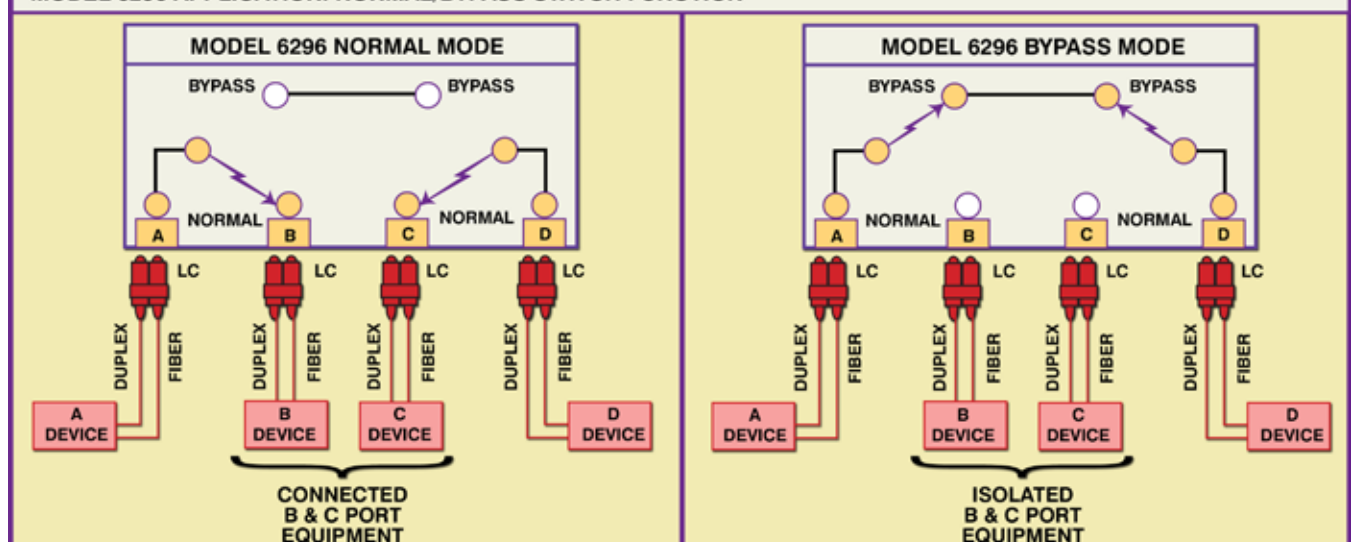 MODEL 6296 NORMAL MODE
BYPASS BYPASS
NORMAL NORMAL
A B C D
LC LC LC LC
DUPLEX FIBER DUPLEX FIBER DUPLEX FIBER DUPLEX FIBER
A DEVICE
B DEVICE
C DEVICE
D DEVICE
CONNECTED
B & C PORT
EQUIPMENT
MODEL 6296 BYPASS MODE
BYPASS BYPASS
NORMAL NORMAL
A B C D
LC LC LC LC
DUPLEX FIBER DUPLEX FIBER DUPLEX FIBER DUPLEX FIBER
A DEVICE
B DEVICE
C DEVICE
D DEVICE
ISOLATED
B & C PORT
EQUIPMENT